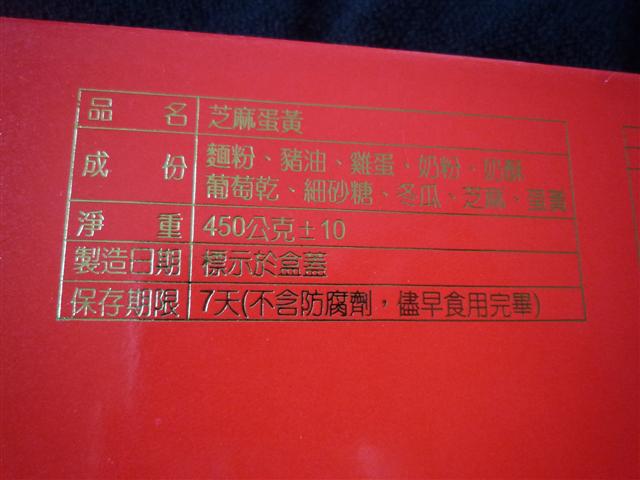 品名 芝麻蛋黃
成份 麵粉、豬油、雞蛋、奶粉、奶酥
葡萄乾、細砂糖、冬瓜、芝麻、蛋黃
淨重 450公克±10
製造日期 標示於盒蓋
保存期限 7天(不含防腐劑，儘早食用完畢)